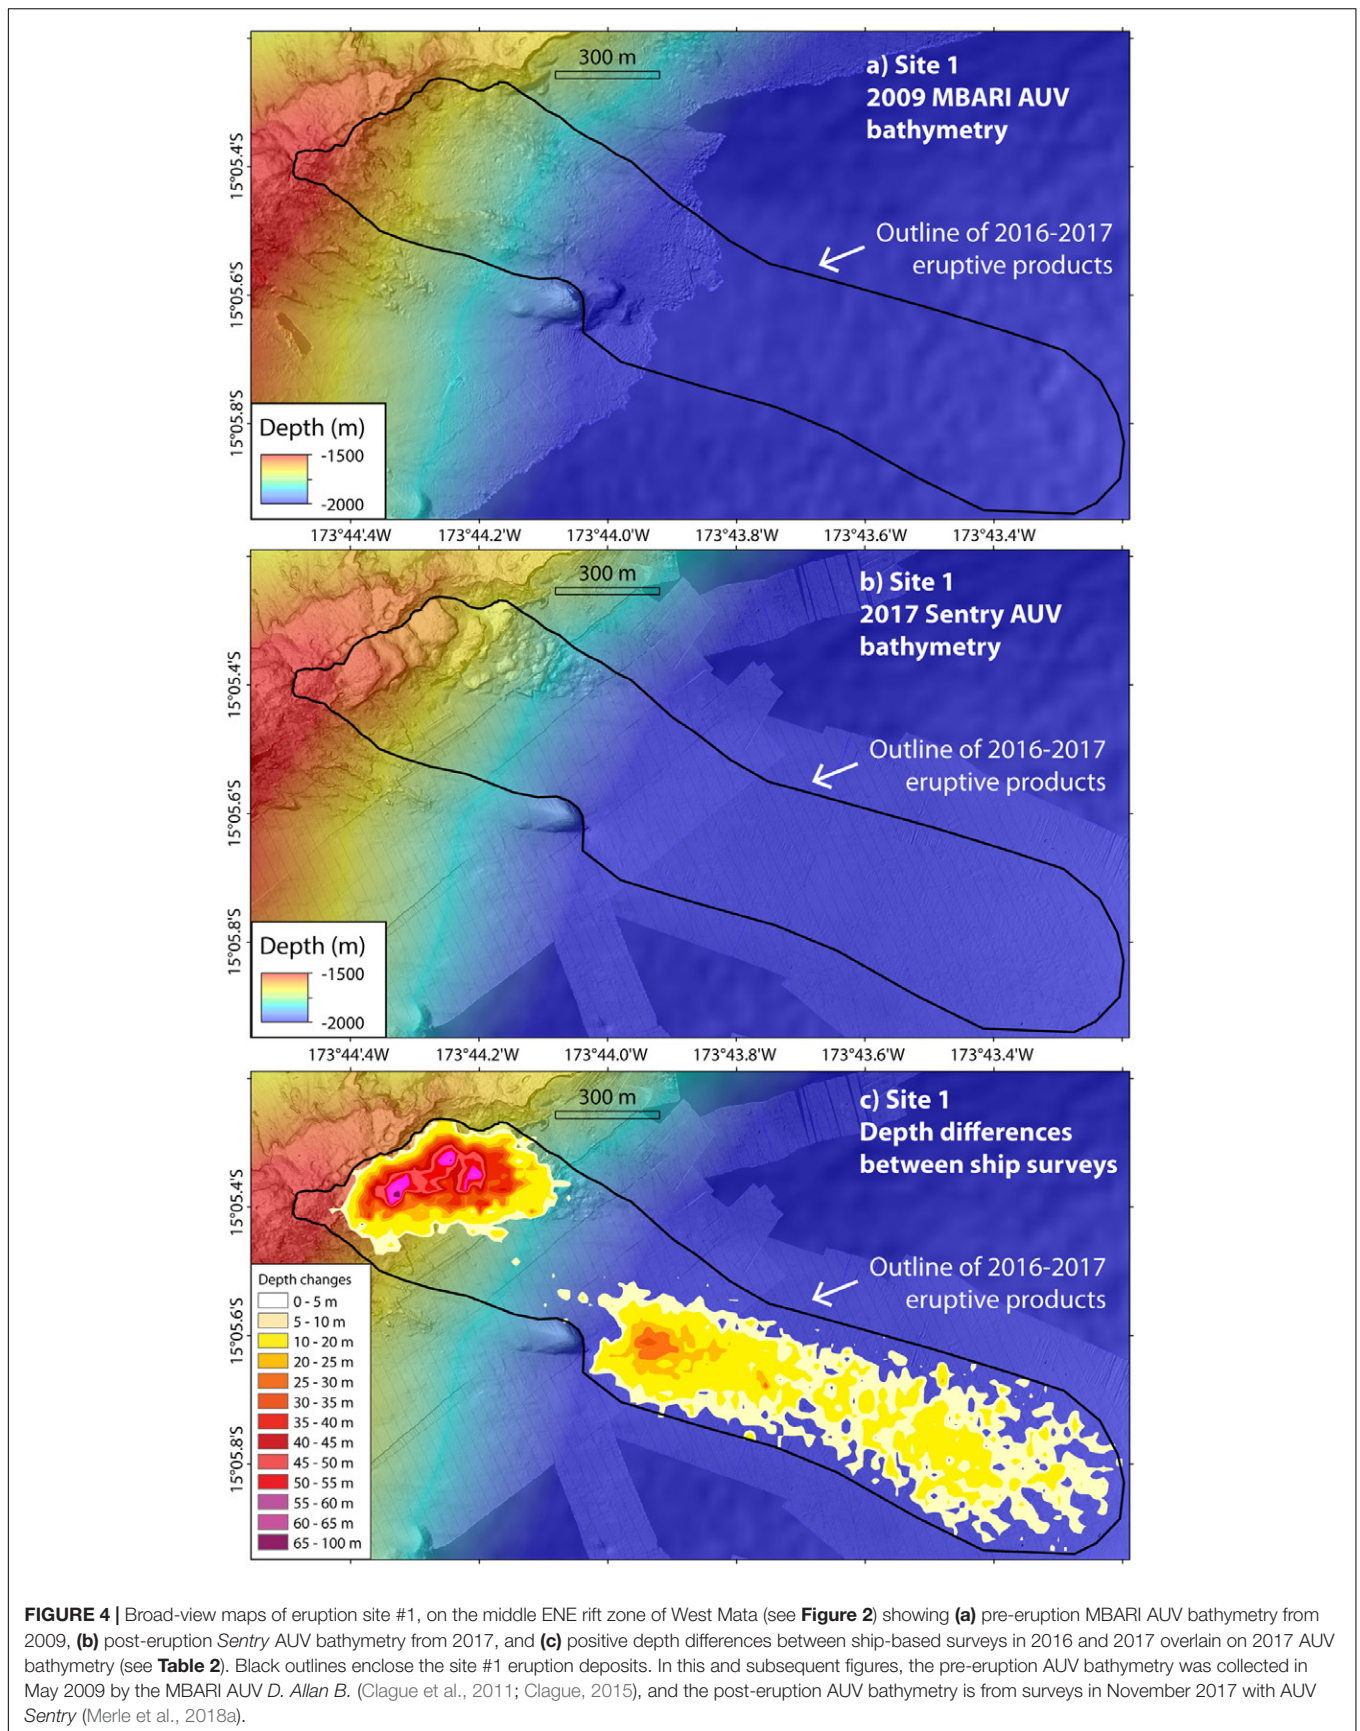 300 m
a) Site 1
2009 MBARI AUV
bathymetry
Outline of 2016-2017
eruptive products
15°05.4'S
15°05.6'S
15°05.8'S
Depth (m)
-1500
-2000
173°44.4'W 173°44.2'W 173°44.0'W 173°43.8'W 173°43.6'W 173°43.4'W
300 m
b) Site 1
2017 Sentry AUV
bathymetry
Outline of 2016-2017
eruptive products
15°05.4'S
15°05.6'S
15°05.8'S
Depth (m)
-1500
-2000
173°44.4'W 173°44.2'W 173°44.0'W 173°43.8'W 173°43.6'W 173°43.4'W
300 m
c) Site 1
Depth differences
between ship surveys
Outline of 2016-2017
eruptive products
15°05.4'S
15°05.6'S
15°05.8'S
Depth changes
0 - 5 m
5 - 10 m
10 - 20 m
20 - 25 m
25 - 30 m
30 - 35 m
35 - 40 m
40 - 45 m
45 - 50 m
50 - 55 m
55 - 60 m
60 - 65 m
65 - 100 m
FIGURE 4 | Broad-view maps of eruption site #1, on the middle ENE rift zone of West Mata (see Figure 2) showing (a) pre-eruption MBARI AUV bathymetry from
2009, (b) post-eruption Sentry AUV bathymetry from 2017, and (c) positive depth differences between ship-based surveys in 2016 and 2017 overlain on 2017 AUV
bathymetry (see Table 2). Black outlines enclose the site #1 eruption deposits. In this and subsequent figures, the pre-eruption AUV bathymetry was collected in
May 2009 by the MBARI AUV D. Allan B. (Clague et al., 2011; Clague, 2015), and the post-eruption AUV bathymetry is from surveys in November 2017 with AUV
Sentry (Merle et al., 2018a).